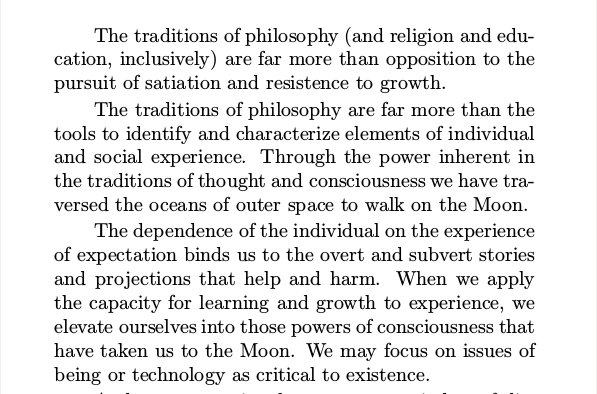 The traditions of philosophy (and religion and edu-
cation, inclusively) are far more than opposition to the
pursuit of satiation and resistence to growth.
The traditions of philosophy are far more than the
tools to identify and characterize elements of individual
and social experience. Through the power inherent in
the traditions of thought and consciousness we have tra-
versed the oceans of outer space to walk on the Moon.
The dependence of the individual on the experience
of expectation binds us to the overt and subvert stories
and projections that help and harm. When we apply
the capacity for learning and growth to experience, we
elevate ourselves into those powers of consciousness that
have taken us to the Moon. We may focus on issues of
being or technology as critical to existence.